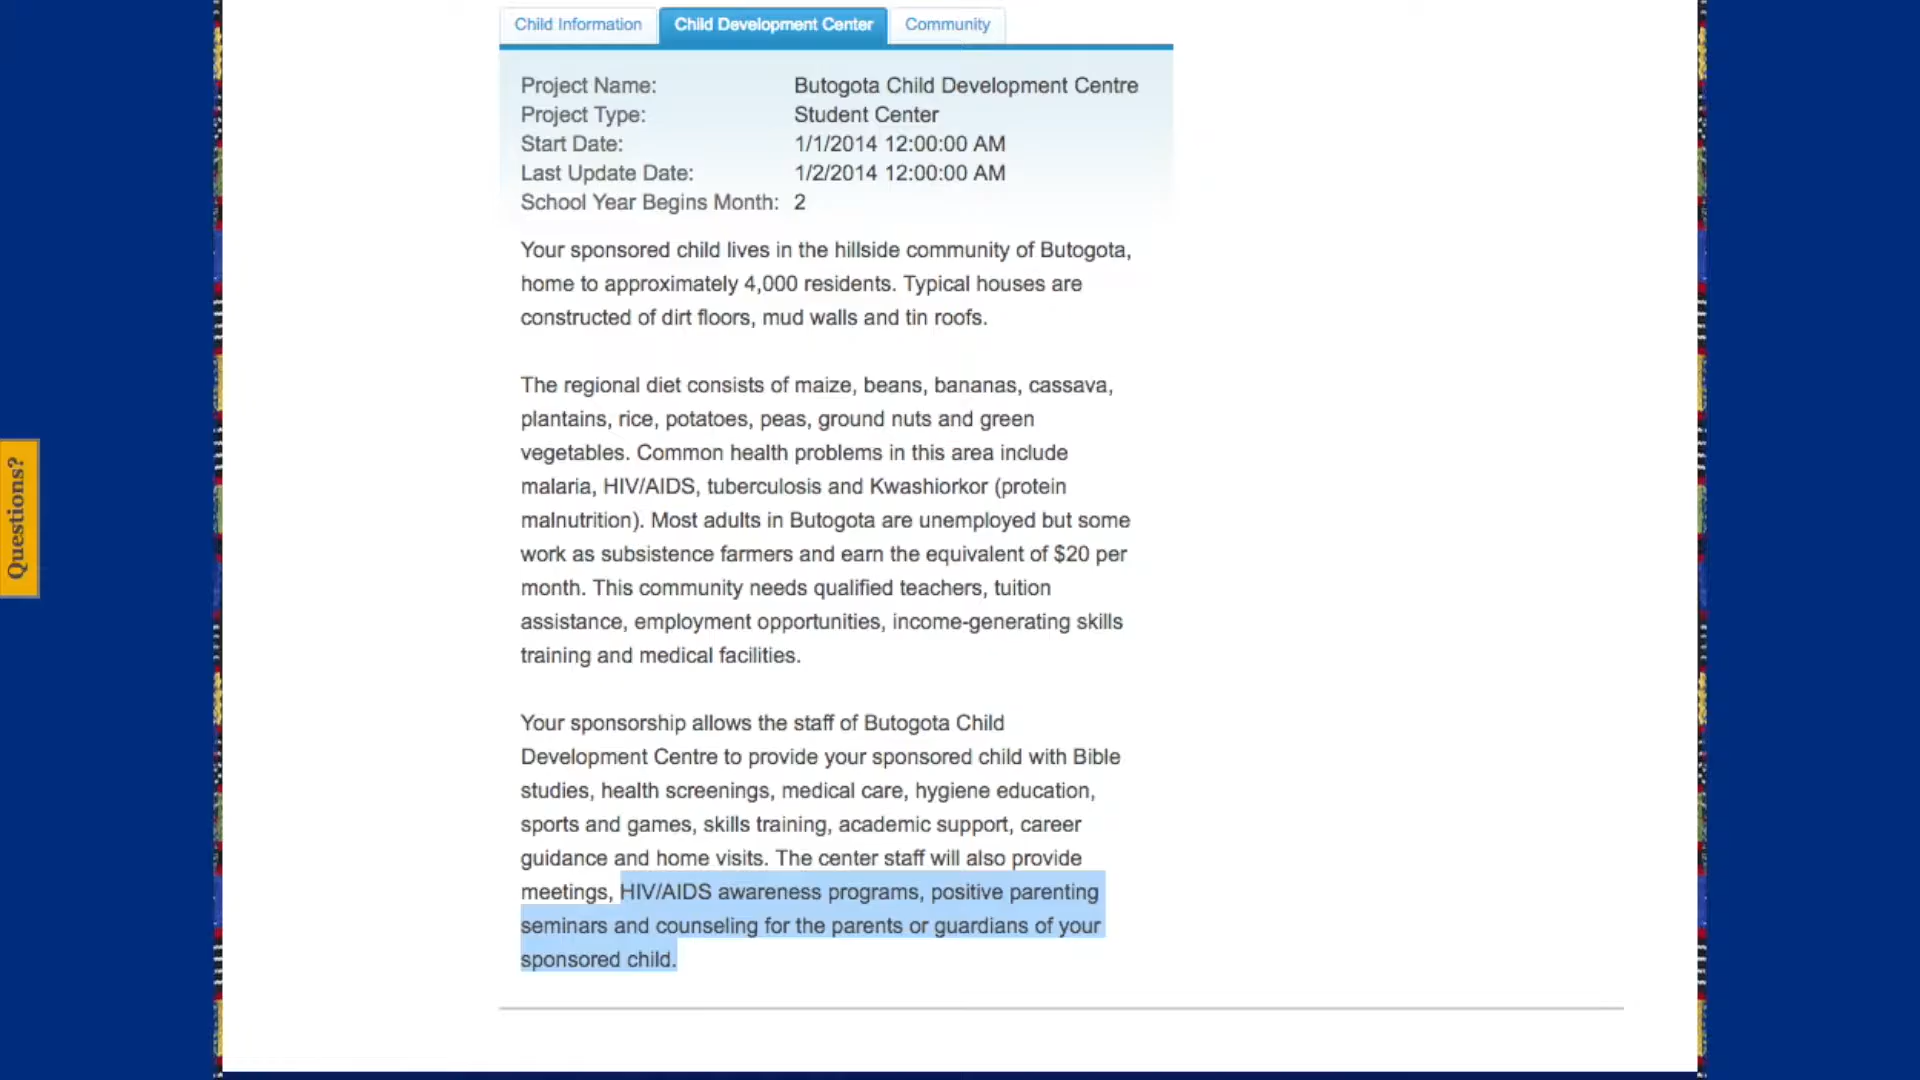 Child Information
Child Development Center
Community
Project Name: Butogota Child Development Centre
Project Type: Student Center
Start Date: 1/1/2014 12:00:00 AM
Last Update Date: 1/2/2014 12:00:00 AM
School Year Begins Month: 2
Your sponsored child lives in the hillside community of Butogota,
home to approximately 4,000 residents. Typical houses are
constructed of dirt floors, mud walls and tin roofs.
The regional diet consists of maize, beans, bananas, cassava,
plantains, rice, potatoes, peas, ground nuts and green
vegetables. Common health problems in this area include
malaria, HIV/AIDS, tuberculosis and Kwashiorkor (protein
malnutrition). Most adults in Butogota are unemployed but some
work as subsistence farmers and earn the equivalent of $20 per
month. This community needs qualified teachers, tuition
assistance, employment opportunities, income-generating skills
training and medical facilities.
Your sponsorship allows the staff of Butogota Child
Development Centre to provide your sponsored child with Bible
studies, health screenings, medical care, hygiene education,
sports and games, skills training, academic support, career
guidance and home visits. The center staff will also provide
meetings, HIV/AIDS awareness programs, positive parenting
seminars and counseling for the parents or guardians of your
sponsored child.
Questions?